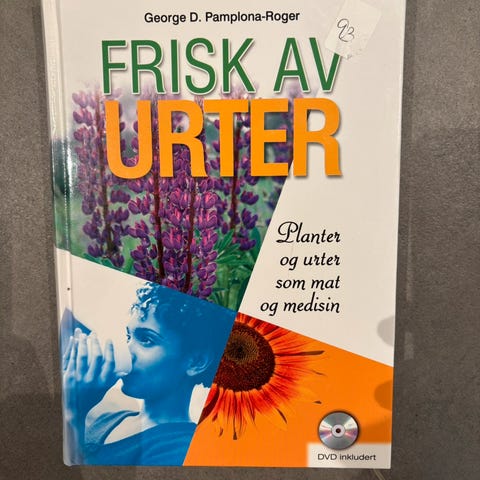 George D. Pamplona-Roger
FRISK AV
URTER
Planter
og urter
som mat
og medisin
DVD inkludert